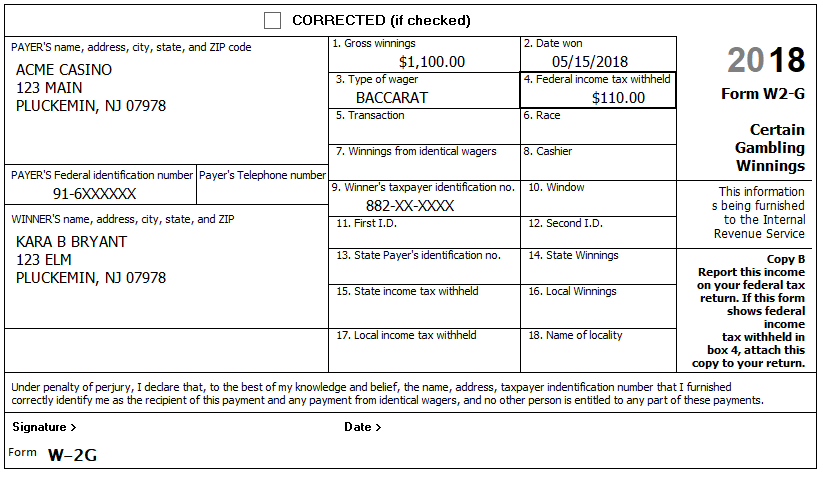 CORRECTED (if checked)
PAYER'S name, address, city, state, and ZIP code
ACME CASINO
123 MAIN
PLUCKEMIN, NJ 07978
1. Gross winnings
$1,100.00
2. Date won
05/15/2018
3. Type of wager
BACCARAT
4. Federal income tax withheld
$110.00
5. Transaction
6. Race
7. Winnings from identical wagers
8. Cashier
PAYER'S Federal identification number
91-6XXXXXX
Payer's Telephone number
9. Winner's taxpayer identification no.
882-XX-XXXX
10. Window
WINNER'S name, address, city, state, and ZIP
KARA B BRYANT
123 ELM
PLUCKEMIN, NJ 07978
11. First I.D.
12. Second I.D.
13. State Payer's identification no.
14. State Winnings
15. State income tax withheld
16. Local Winnings
17. Local income tax withheld
18. Name of locality
2018
Form W2-G
Certain
Gambling
Winnings
This information
s being furnished
to the Internal
Revenue Service
Copy B
Report this income
on your federal tax
return. If this form
shows federal
income
tax withheld in
box 4, attach this
copy to your return.
Under penalty of perjury, I declare that, to the best of my knowledge and belief, the name, address, taxpayer indentification number that I furnished
correctly identify me as the recipient of this payment and any payment from identical wagers, and no other person is entitled to any part of these payments.
Signature >
Date >
Form W-2G